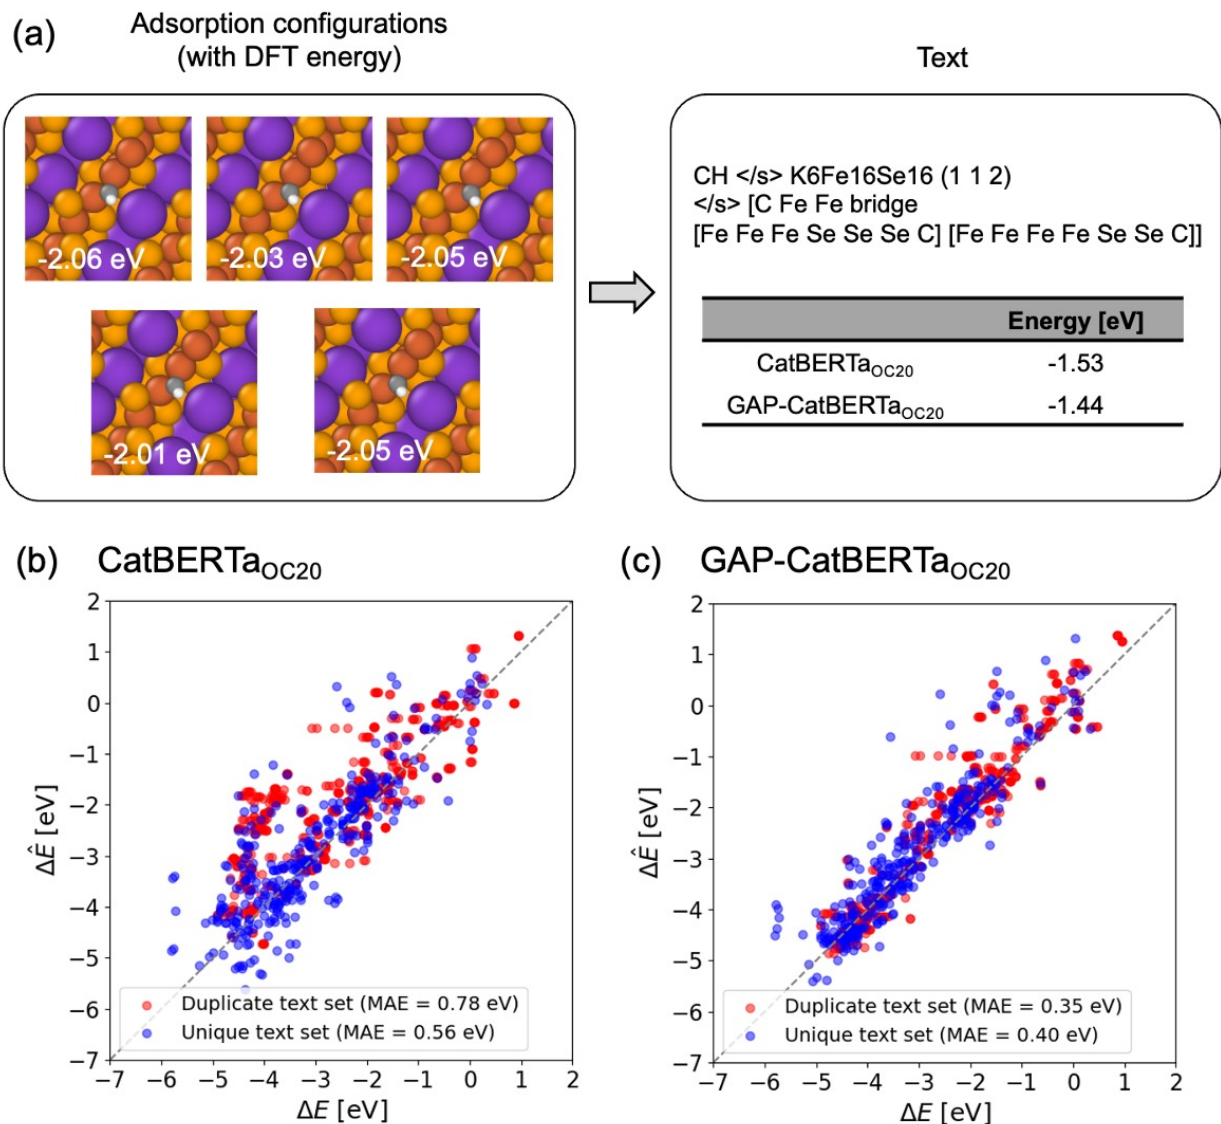 (a)
Adsorption configurations
(with DFT energy)
Text
-2.06 eV
-2.03 eV
-2.05 eV
-2.01 eV
-2.05 eV
CH </s> K6Fe16Se16 (1 1 2)
</s> [C Fe Fe bridge
[Fe Fe Fe Se Se Se C] [Fe Fe Fe Fe Se Se C]]
Energy [eV]
CatBERTaOC20 -1.53
GAP-CatBERTaOC20 -1.44
(b) CatBERTaOC20
2
1
0
−1
−2
−3
−4
−5
−6
−7
ΔÊ [eV]
Duplicate text set (MAE = 0.78 eV)
Unique text set (MAE = 0.56 eV)
−7 −6 −5 −4 −3 −2 −1 0 1 2
ΔE [eV]
(c) GAP-CatBERTaOC20
2
1
0
−1
−2
−3
−4
−5
−6
−7
ΔÊ [eV]
Duplicate text set (MAE = 0.35 eV)
Unique text set (MAE = 0.40 eV)
−7 −6 −5 −4 −3 −2 −1 0 1 2
ΔE [eV]